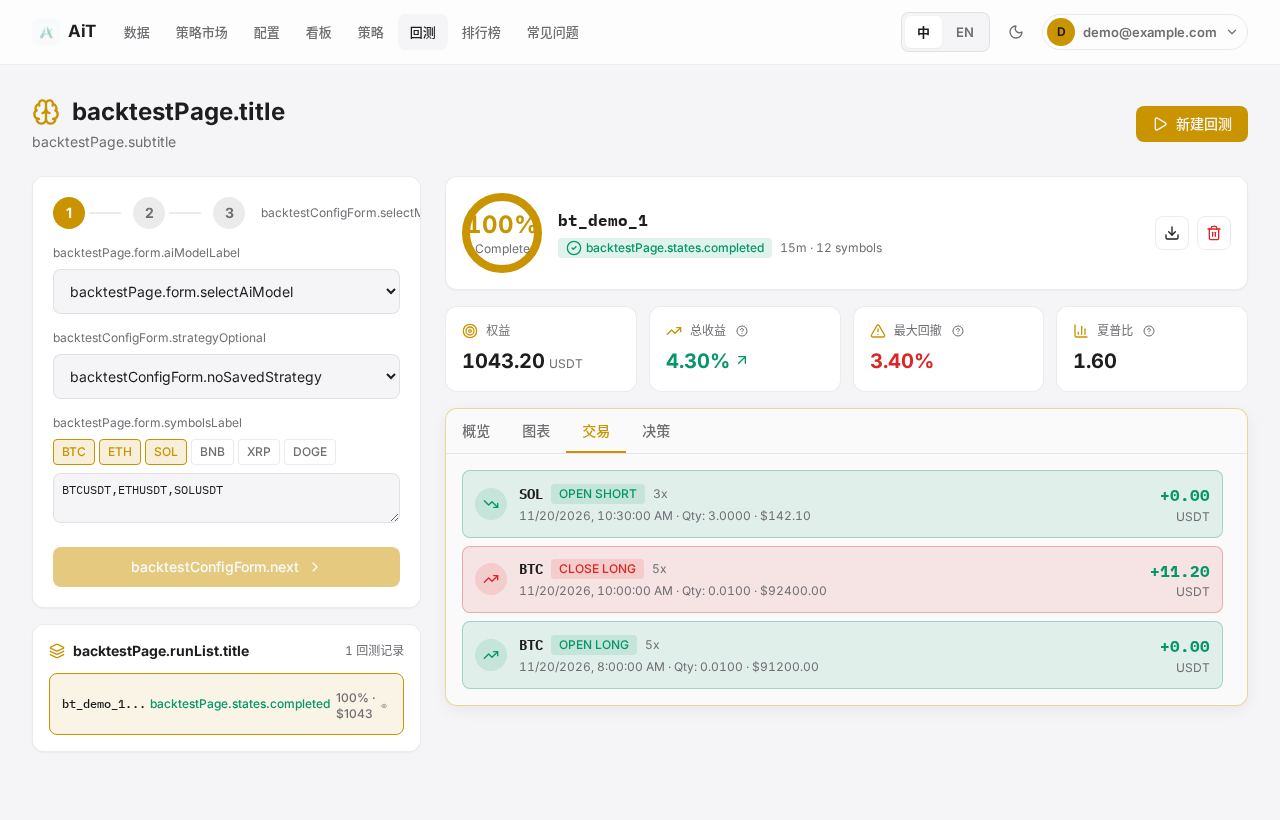 AiT 数据 策略市场 配置 看板 策略 回测 排行榜 常见问题 中 EN D demo@example.com
backtestPage.title
backtestPage.subtitle
新建回测
1 2 3 backtestConfigForm.selectM
backtestPage.form.aiModelLabel
backtestPage.form.selectAiModel
backtestConfigForm.strategyOptional
backtestConfigForm.noSavedStrategy
backtestPage.form.symbolsLabel
BTC ETH SOL BNB XRP DOGE
BTCUSDT,ETHUSDT,SOLUSDT
backtestConfigForm.next
backtestPage.runList.title 1 回测记录
bt_demo_1... backtestPage.states.completed 100% ·
$1043
100%
Complete
bt_demo_1
backtestPage.states.completed 15m · 12 symbols
权益
1043.20 USDT
总收益
4.30%
最大回撤
3.40%
夏普比
1.60
概览 图表 交易 决策
SOL OPEN SHORT 3x +0.00
11/20/2026, 10:30:00 AM · Qty: 3.0000 · $142.10 USDT
BTC CLOSE LONG 5x +11.20
11/20/2026, 10:00:00 AM · Qty: 0.0100 · $92400.00 USDT
BTC OPEN LONG 5x +0.00
11/20/2026, 8:00:00 AM · Qty: 0.0100 · $91200.00 USDT